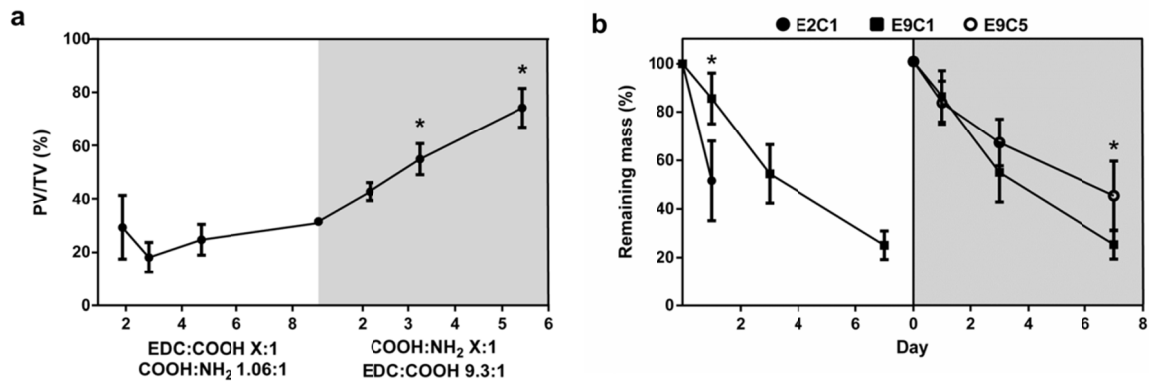 a
PV/TV (%)
100
80
60
40
20
0
2 4 6 8 2 3 4 5 6
EDC:COOH X:1
COOH:NH2 1.06:1
COOH:NH2 X:1
EDC:COOH 9.3:1
* *
b
E2C1 E9C1 E9C5
Remaining mass (%)
100
80
60
40
20
0
2 4 6 0 2 4 6 8
Day
* *